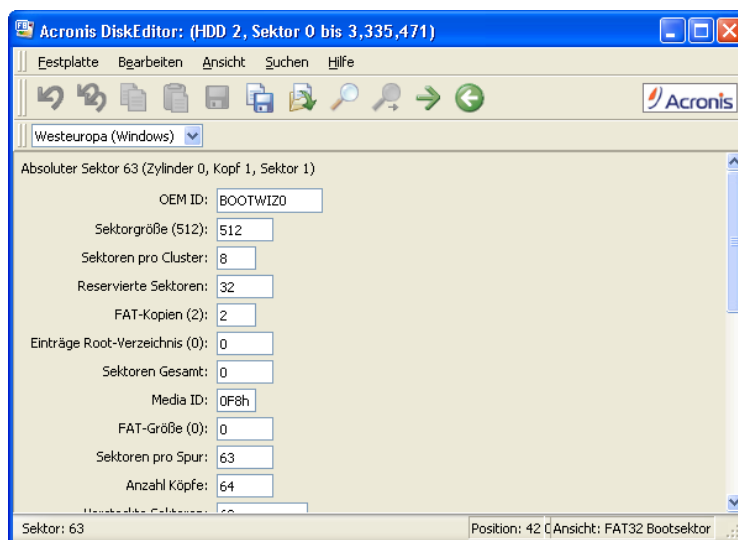 Acronis DiskEditor: (HDD 2, Sektor 0 bis 3,335,471)
Festplatte Bearbeiten Ansicht Suchen Hilfe
Acronis
Westeuropa (Windows)
Absoluter Sektor 63 (Zylinder 0, Kopf 1, Sektor 1)
OEM ID: BOOTWIZ0
Sektorgröße (512): 512
Sektoren pro Cluster: 8
Reservierte Sektoren: 32
FAT-Kopien (2): 2
Einträge Root-Verzeichnis (0): 0
Sektoren Gesamt: 0
Media ID: 0F8h
FAT-Größe (0): 0
Sektoren pro Spur: 63
Anzahl Köpfe: 64
Sektor: 63 Position: 42 Ansicht: FAT32 Bootsektor